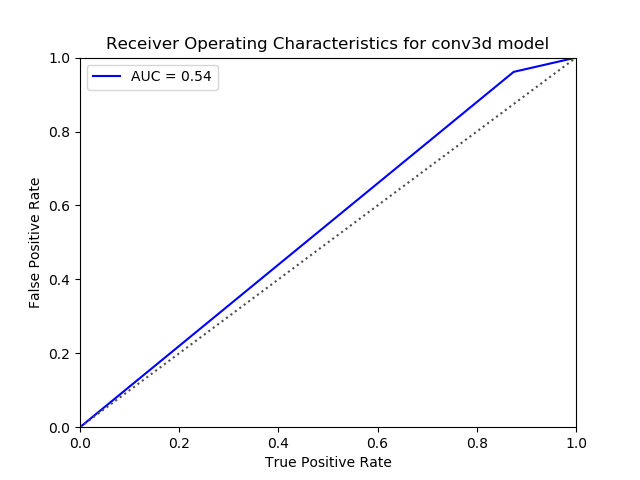 Receiver Operating Characteristics for conv3d model
AUC = 0.54
1.0
0.8
0.6
0.4
0.2
0.0
False Positive Rate
0.0 0.2 0.4 0.6 0.8 1.0
True Positive Rate